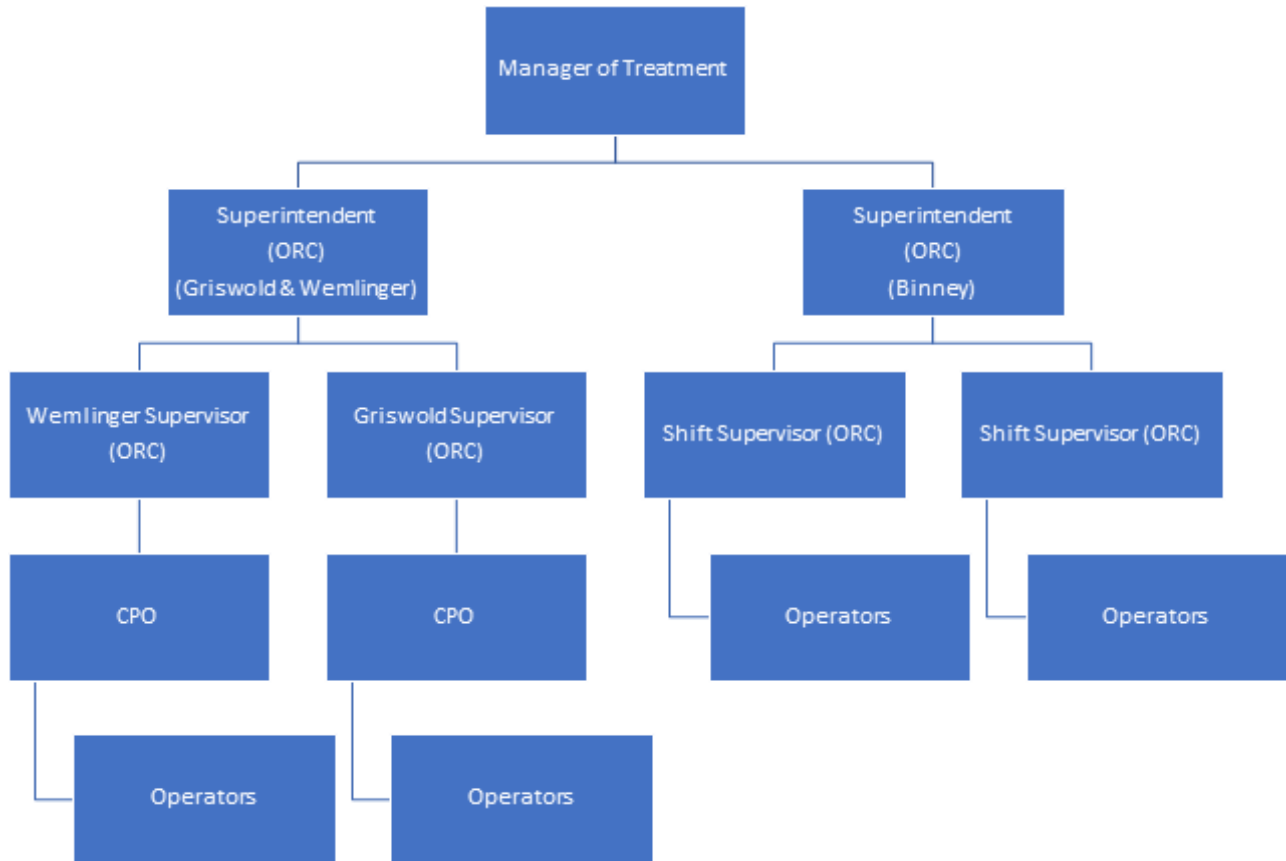 Manager of Treatment
Superintendent
(ORC)
(Griswold & Wemlinger)
Superintendent
(ORC)
(Binney)
Wemlinger Supervisor
(ORC)
Griswold Supervisor
(ORC)
Shift Supervisor (ORC)
Shift Supervisor (ORC)
CPO
CPO
Operators
Operators
Operators
Operators